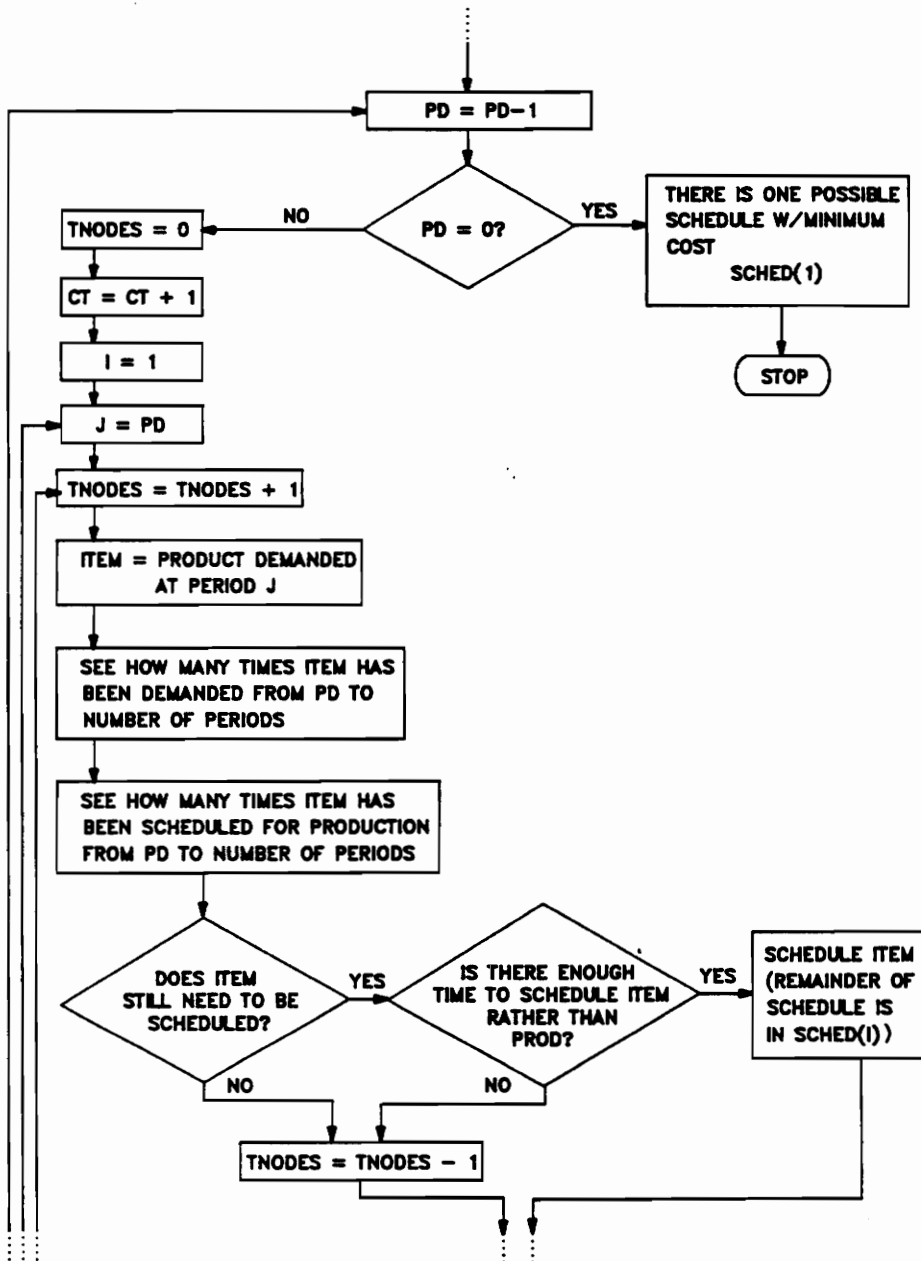 PD = PD-1
PD = 0?
NO
YES
THERE IS ONE POSSIBLE
SCHEDULE W/MINIMUM
COST
SCHED(1)
STOP
TNODES = 0
CT = CT + 1
I = 1
J = PD
TNODES = TNODES + 1
ITEM = PRODUCT DEMANDED
AT PERIOD J
SEE HOW MANY TIMES ITEM HAS
BEEN DEMANDED FROM PD TO
NUMBER OF PERIODS
SEE HOW MANY TIMES ITEM HAS
BEEN SCHEDULED FOR PRODUCTION
FROM PD TO NUMBER OF PERIODS
DOES ITEM
STILL NEED TO BE
SCHEDULED?
YES
NO
IS THERE ENOUGH
TIME TO SCHEDULE ITEM
RATHER THAN
PROD?
YES
NO
SCHEDULE ITEM
(REMAINDER OF
SCHEDULE IS
IN SCHED(I))
TNODES = TNODES - 1